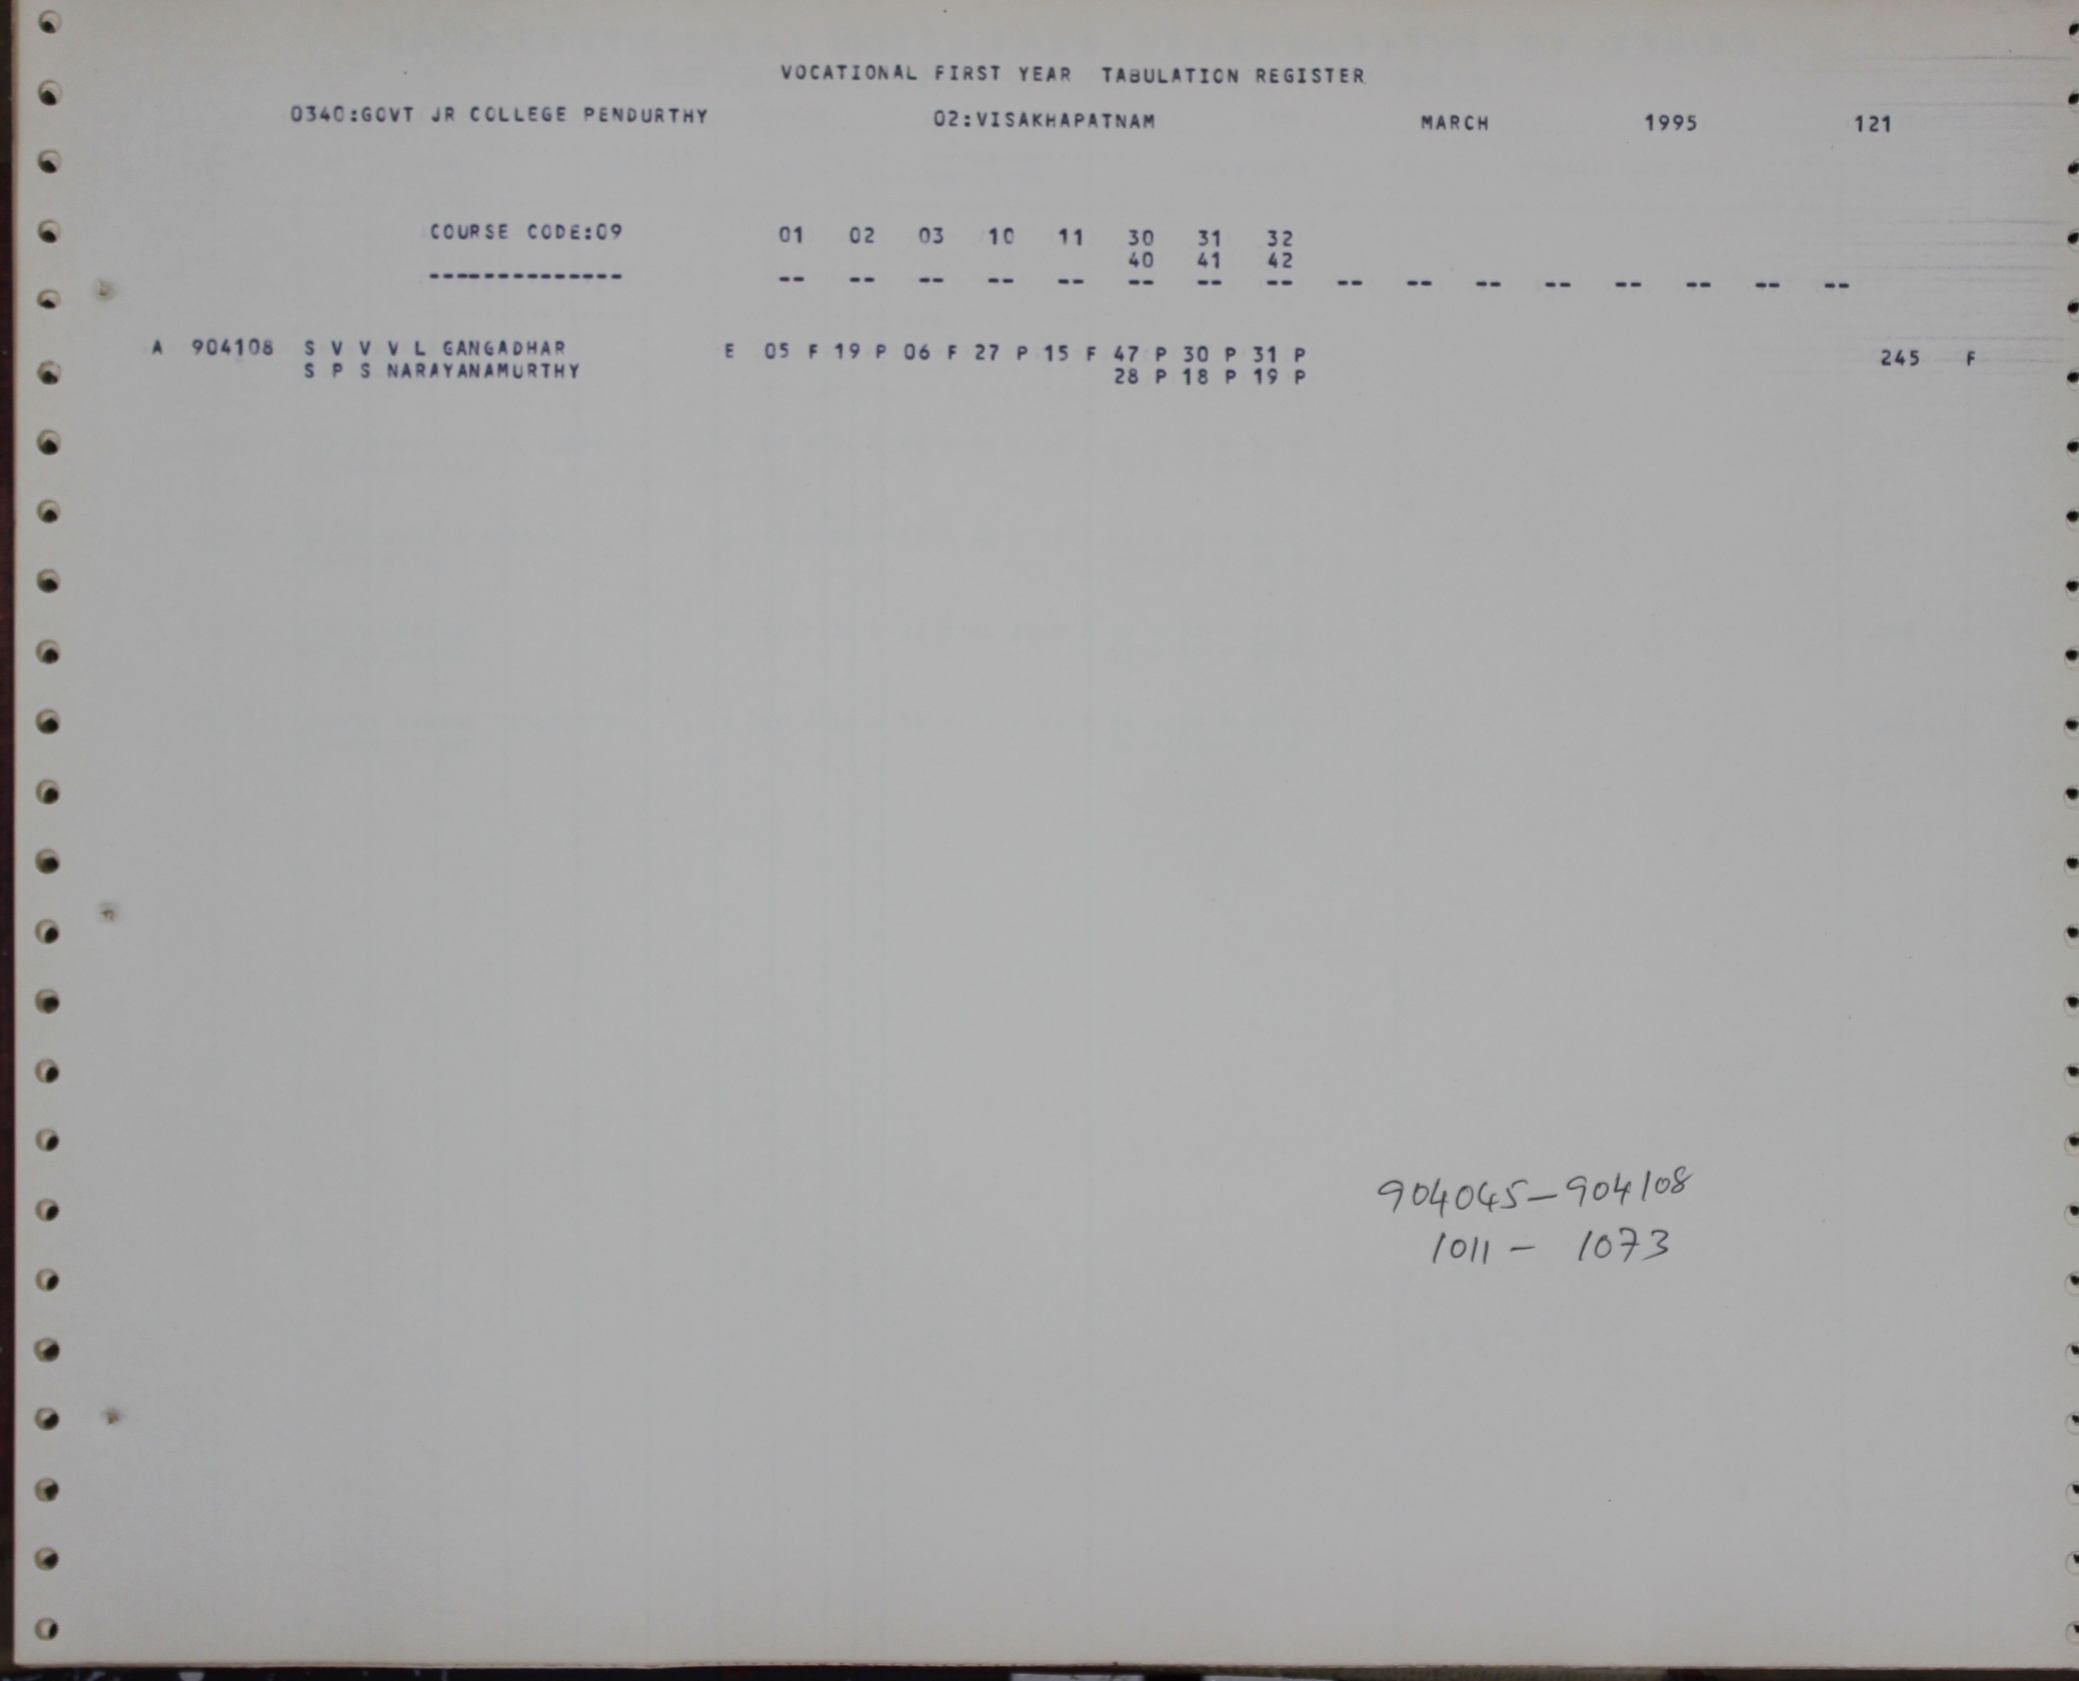 VOCATIONAL FIRST YEAR TABULATION REGISTER
0340:GOVT JR COLLEGE PENDURTHY 02:VISAKHAPATNAM MARCH 1995 121
COURSE CODE:09 01 02 03 10 11 30 31 32
40 41 42
-------------- -- -- -- -- -- -- -- -- -- -- -- -- -- -- -- --
A 904108 S V V V L GANGADHAR E 05 F 19 P 06 F 27 P 15 F 47 P 30 P 31 P 245 F
S P S NARAYANAMURTHY 28 P 18 P 19 P
904045-904108
1011 - 1073